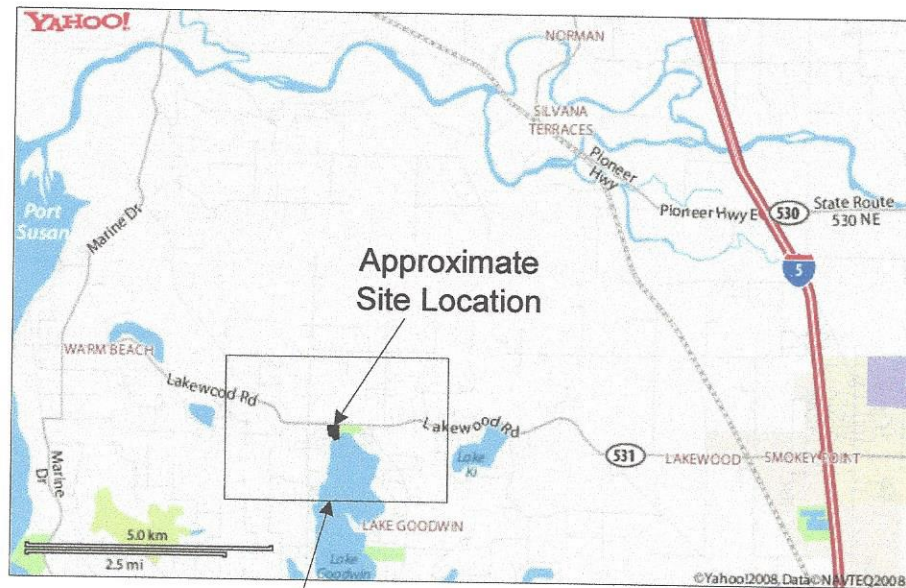 YAHOO!
NORMAN
SILVANA
TERRACES
Pioneer
Hwy
Pioneer Hwy E
530
State Route
530 NE
Port
Susan
Marine Dr
5
Approximate
Site Location
WARM BEACH
Lakewood Rd
Lakewood Rd
Lake
Ki
531
LAKEWOOD
SMOKEY POINT
Marine
Dr
LAKE GOODWIN
Lake
Goodwin
5.0 km
2.5 mi
©Yahoo!2008, Data©NAVTEQ2008